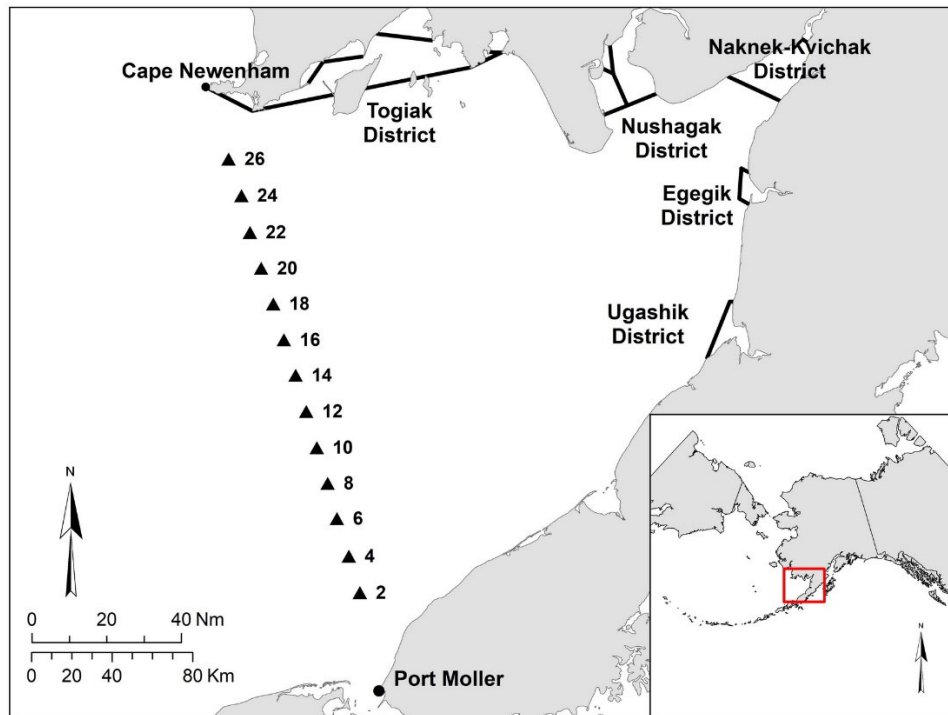 Naknek-Kvichak
District
Cape Newenham
Togiak
District
Nushagak
District
26
24
Egegik
District
22
20
18
Ugashik
District
16
14
12
10
N
8
6
4
2
0 20 40 Nm
0 20 40 80 Km
Port Moller
N